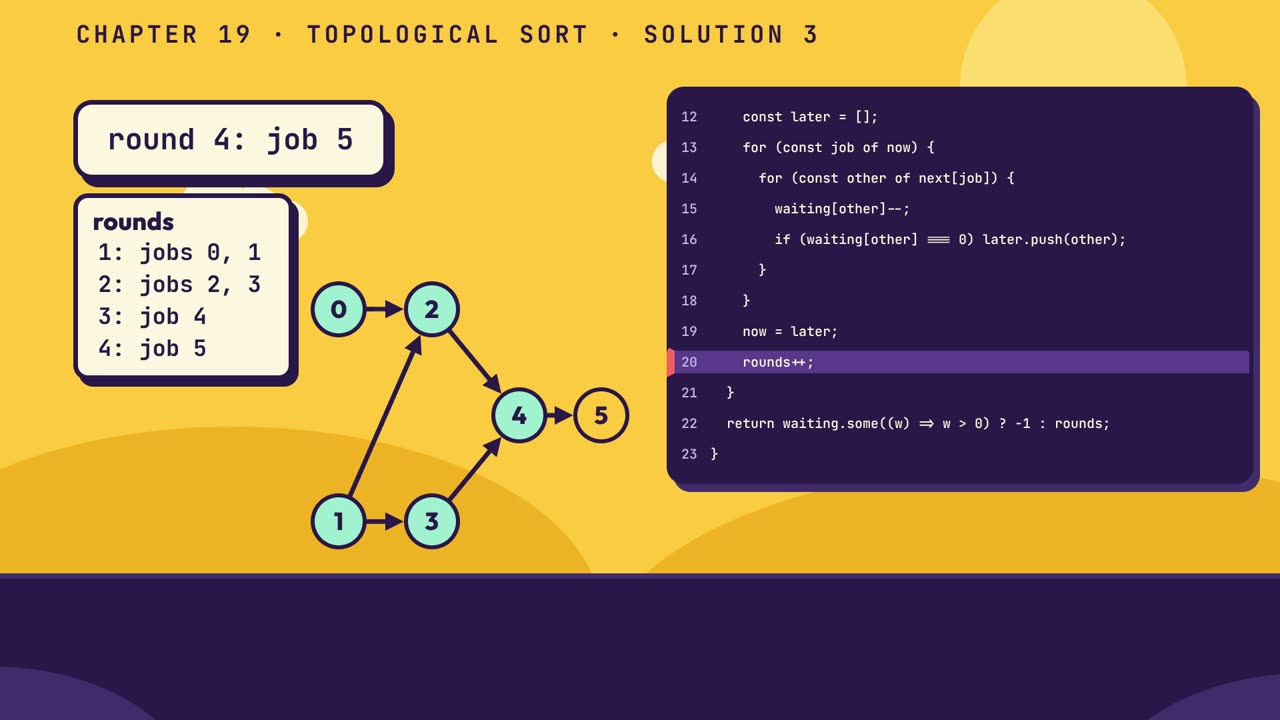 CHAPTER 19 · TOPOLOGICAL SORT · SOLUTION 3
round 4: job 5
rounds
1: jobs 0, 1
2: jobs 2, 3
3: job 4
4: job 5
0
2
4
5
1
3
12 const later = [];
13 for (const job of now) {
14 for (const other of next[job]) {
15 waiting[other]--;
16 if (waiting[other] === 0) later.push(other);
17 }
18 }
19 now = later;
20 rounds++;
21 }
22 return waiting.some((w) => w > 0) ? -1 : rounds;
23 }